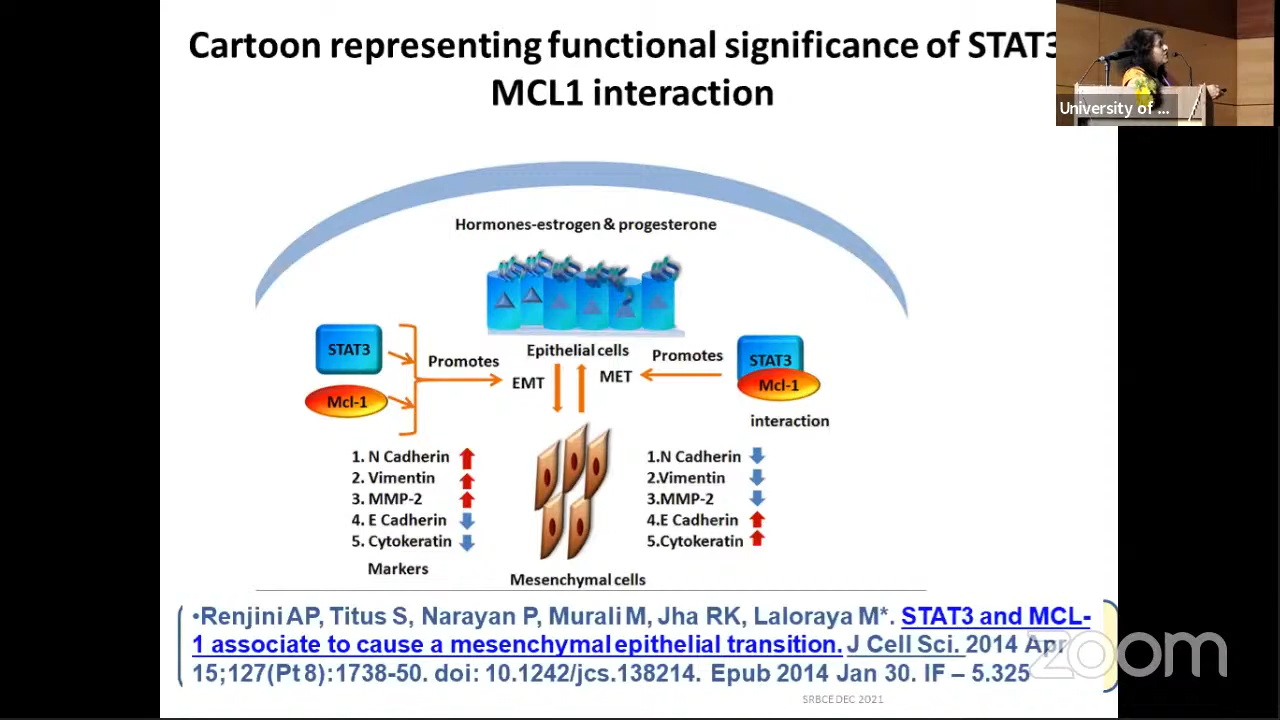 Cartoon representing functional significance of STAT3
MCL1 interaction
University of ...
Hormones-estrogen & progesterone
STAT3
Mcl-1
Promotes
Epithelial cells
EMT
MET
Promotes
STAT3
Mcl-1
interaction
1. N Cadherin
2. Vimentin
3. MMP-2
4. E Cadherin
5. Cytokeratin
Markers
1.N Cadherin
2.Vimentin
3.MMP-2
4.E Cadherin
5.Cytokeratin
Mesenchymal cells
•Renjini AP, Titus S, Narayan P, Murali M, Jha RK, Laloraya M*. STAT3 and MCL-
1 associate to cause a mesenchymal epithelial transition. J Cell Sci. 2014 Apr
15;127(Pt 8):1738-50. doi: 10.1242/jcs.138214. Epub 2014 Jan 30. IF – 5.325
zoom
SRBCE DEC 2021